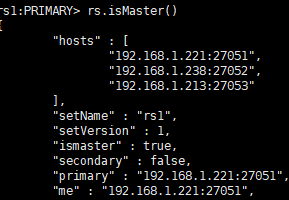 rs1:PRIMARY> rs.isMaster()
{
"hosts" : [
"192.168.1.221:27051",
"192.168.1.238:27052",
"192.168.1.213:27053"
],
"setName" : "rs1",
"setVersion" : 1,
"ismaster" : true,
"secondary" : false,
"primary" : "192.168.1.221:27051",
"me" : "192.168.1.221:27051",